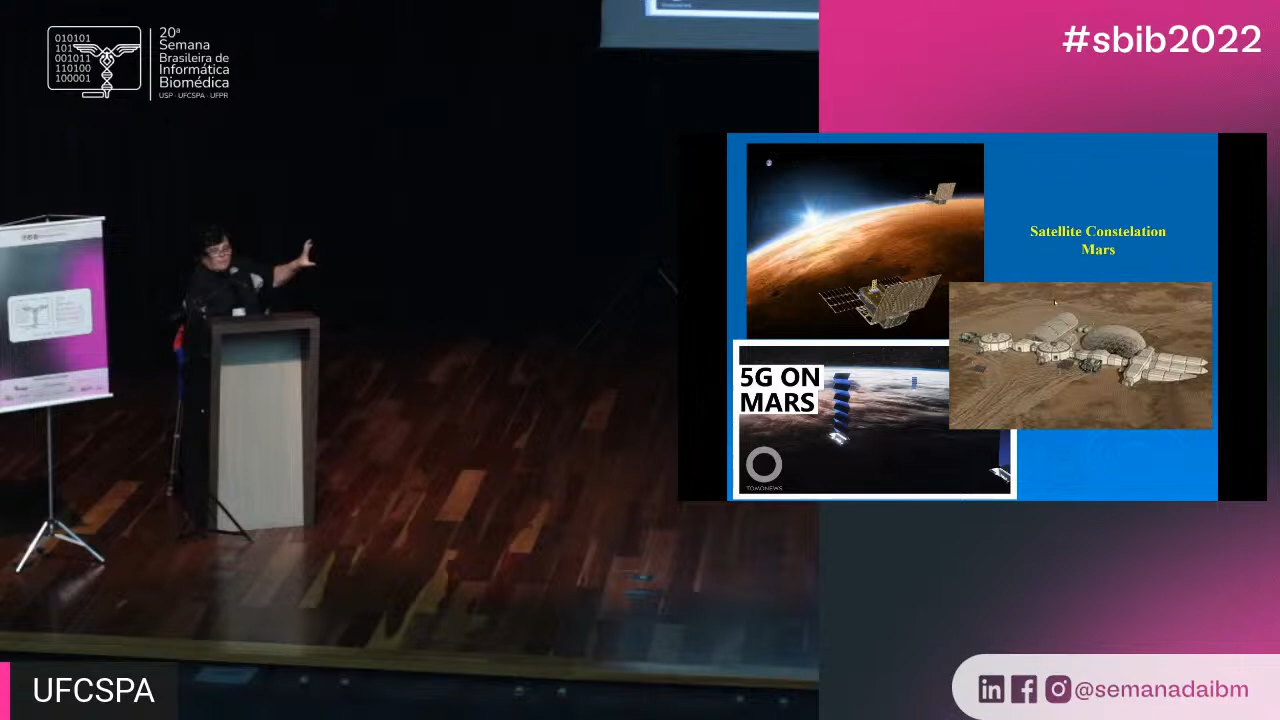 010101
101
001011
110100
100001
20ª
Semana
Brasileira de
Informática
Biomédica
USP · UFCSPA · UFPR
#sbib2022
Satellite Constelation
Mars
5G ON
MARS
TOMONEWS
UFCSPA
@semanadaibm